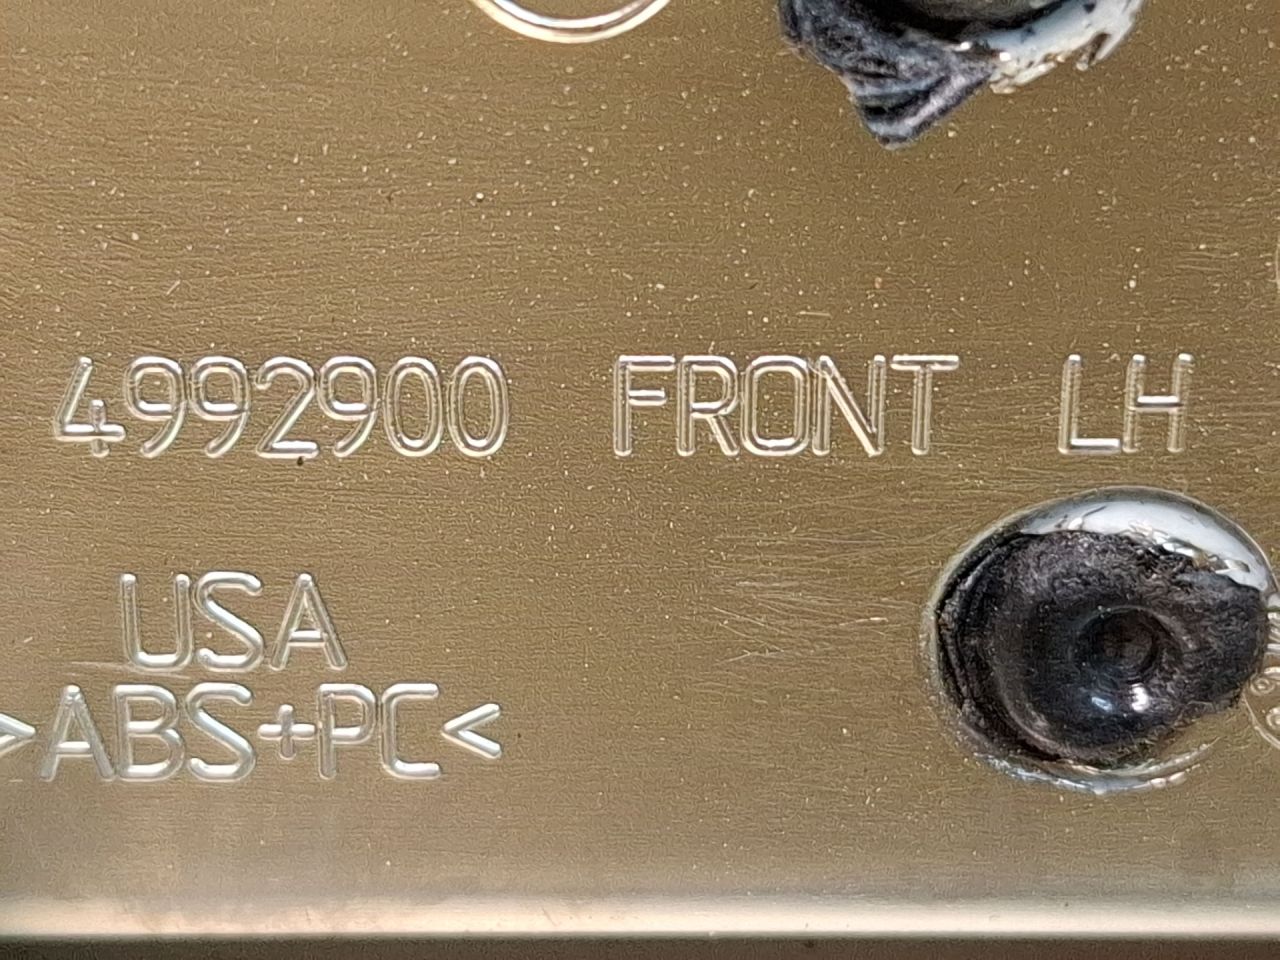 4992900 FRONT LH
USA
>ABS+PC<